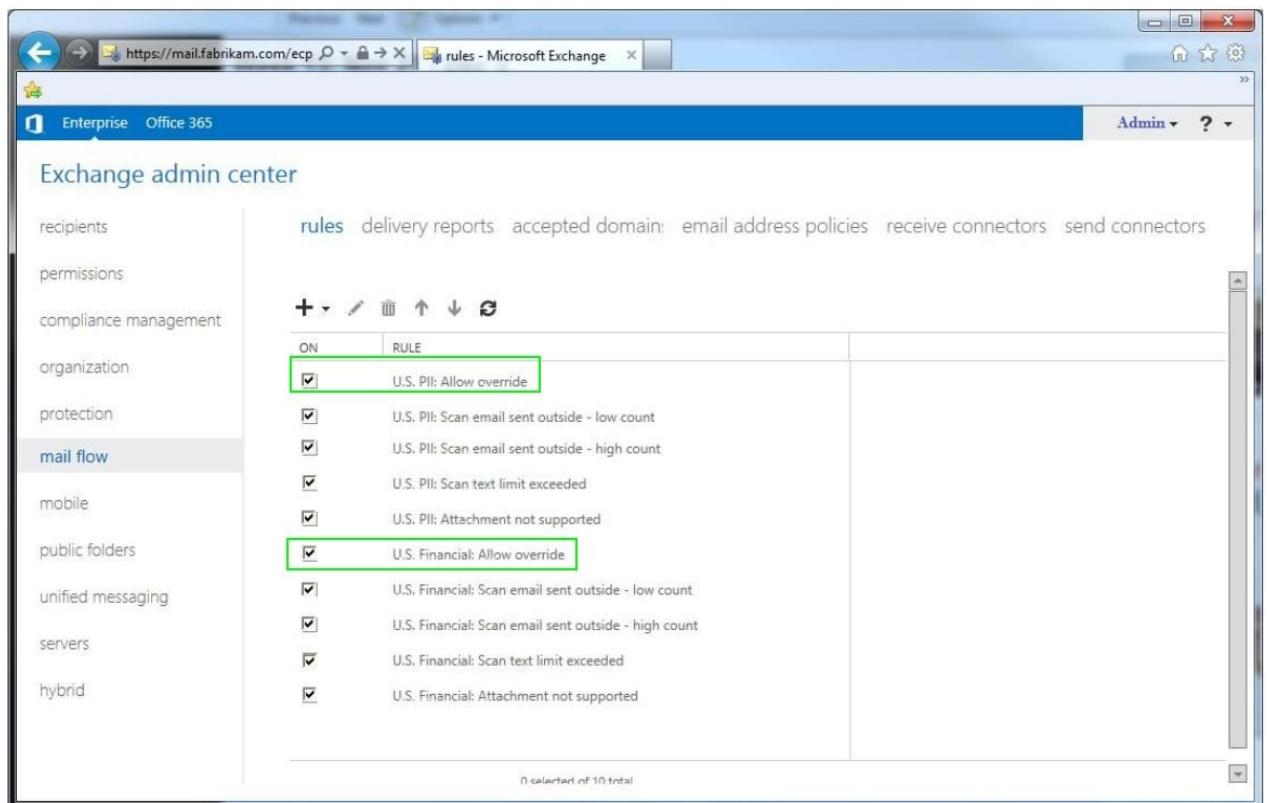 https://mail.fabrikam.com/ecp
rules - Microsoft Exchange
Enterprise Office 365
Admin ?
Exchange admin center
rules delivery reports accepted domain: email address policies receive connectors send connectors
recipients
permissions
compliance management
organization
protection
mail flow
mobile
public folders
unified messaging
servers
hybrid
ON RULE
U.S. PII: Allow override
U.S. PII: Scan email sent outside - low count
U.S. PII: Scan email sent outside - high count
U.S. PII: Scan text limit exceeded
U.S. PII: Attachment not supported
U.S. Financial: Allow override
U.S. Financial: Scan email sent outside - low count
U.S. Financial: Scan email sent outside - high count
U.S. Financial: Scan text limit exceeded
U.S. Financial: Attachment not supported
0 selected of 10 total